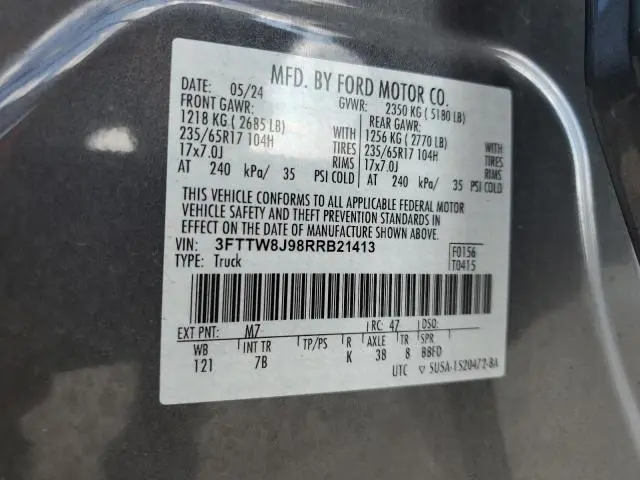 MFD. BY FORD MOTOR CO.
DATE: 05/24 GVWR: 2350 KG ( 5180 LB)
FRONT GAWR: REAR GAWR:
1218 KG ( 2685 LB) 1256 KG ( 2770 LB)
235/65R17 104H TIRES 235/65R17 104H TIRES
17x7.0J RIMS 17x7.0J RIMS
AT 240 kPa/ 35 PSI COLD AT 240 kPa/ 35 PSI COLD
THIS VEHICLE CONFORMS TO ALL APPLICABLE FEDERAL MOTOR
VEHICLE SAFETY AND THEFT PREVENTION STANDARDS IN
EFFECT ON THE DATE OF MANUFACTURE SHOWN ABOVE.
VIN: 3FTTW8J98RRB21413 F0156
TYPE: Truck T0415
EXT PNT: M7 RC: 47 DSO:
WB INT TR TP/PS R AXLE TR SPR
121 7B K 38 8 BBFD
UTC ▽ 5USA-1520472-BA